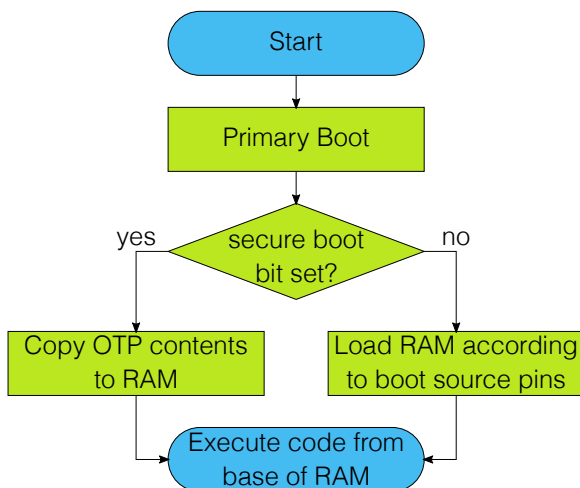 Start
Primary Boot
yes
secure boot
bit set?
no
Copy OTP contents
to RAM
Load RAM according
to boot source pins
Execute code from
base of RAM